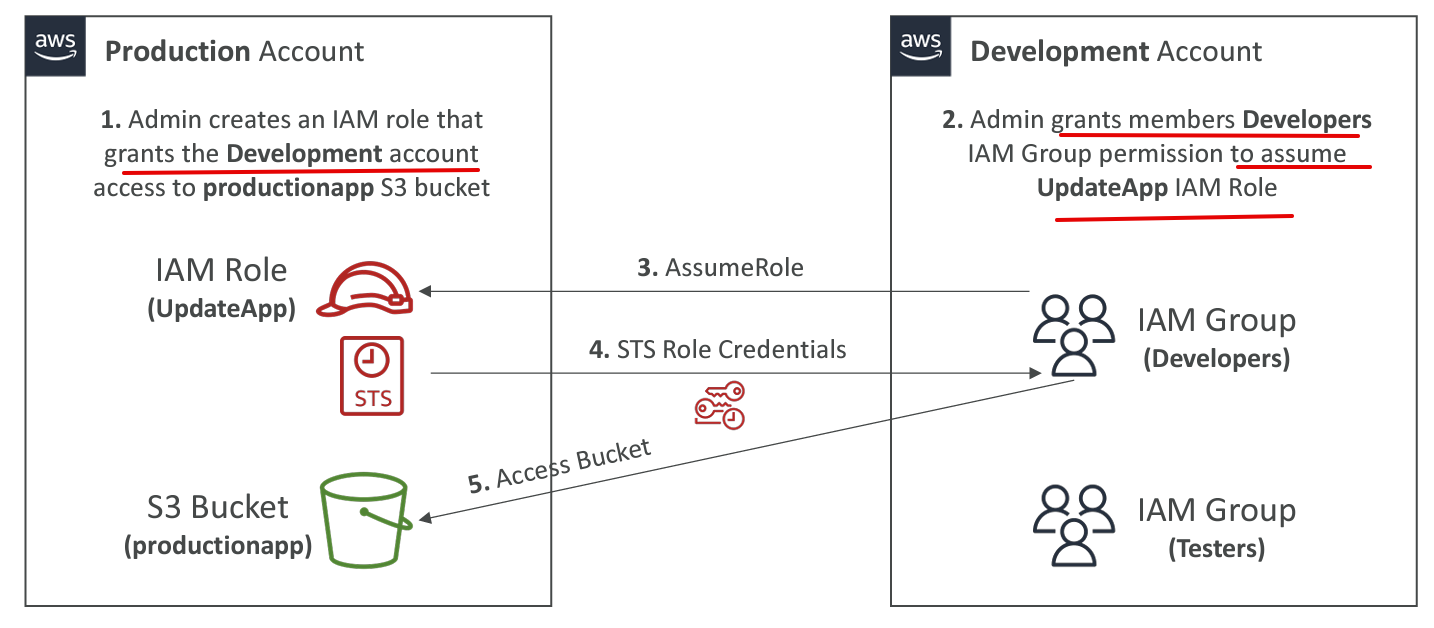 aws
Production Account
1. Admin creates an IAM role that
grants the Development account
access to productionapp S3 bucket
IAM Role
(UpdateApp)
STS
S3 Bucket
(productionapp)
3. AssumeRole
4. STS Role Credentials
5. Access Bucket
aws
Development Account
2. Admin grants members Developers
IAM Group permission to assume
UpdateApp IAM Role
IAM Group
(Developers)
IAM Group
(Testers)